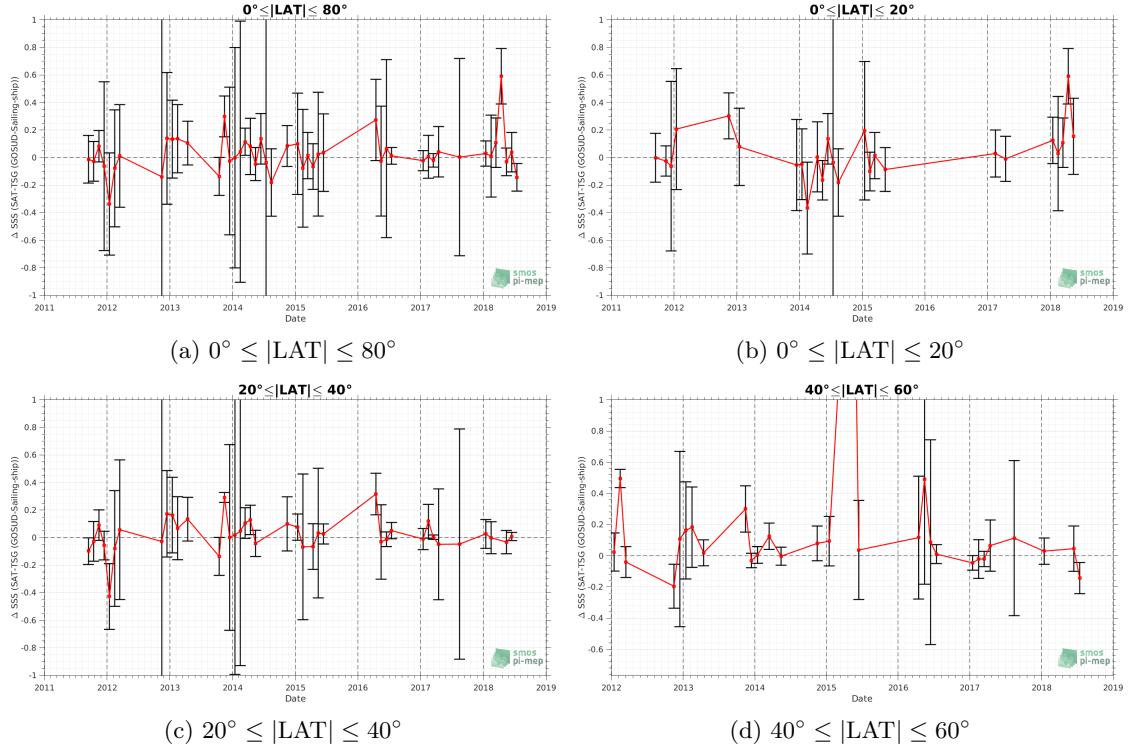 0°≤|LAT|≤ 80°
Δ SSS (SAT-TSG (GOSUD-Sailing-ship))
1
0.8
0.6
0.4
0.2
0
-0.2
-0.4
-0.6
-0.8
-1
2011 2012 2013 2014 2015 2016 2017 2018 2019
Date
smos
pi-mep
(a) 0° ≤ |LAT| ≤ 80°
0°≤|LAT|≤ 20°
Δ SSS (SAT-TSG (GOSUD-Sailing-ship))
1
0.8
0.6
0.4
0.2
0
-0.2
-0.4
-0.6
-0.8
-1
2011 2012 2013 2014 2015 2016 2017 2018 2019
Date
smos
pi-mep
(b) 0° ≤ |LAT| ≤ 20°
20°≤|LAT|≤ 40°
Δ SSS (SAT-TSG (GOSUD-Sailing-ship))
1
0.8
0.6
0.4
0.2
0
-0.2
-0.4
-0.6
-0.8
-1
2011 2012 2013 2014 2015 2016 2017 2018 2019
Date
smos
pi-mep
(c) 20° ≤ |LAT| ≤ 40°
40°≤|LAT|≤ 60°
Δ SSS (SAT-TSG (GOSUD-Sailing-ship))
1
0.8
0.6
0.4
0.2
0
-0.2
-0.4
-0.6
2012 2013 2014 2015 2016 2017 2018 2019
Date
smos
pi-mep
(d) 40° ≤ |LAT| ≤ 60°